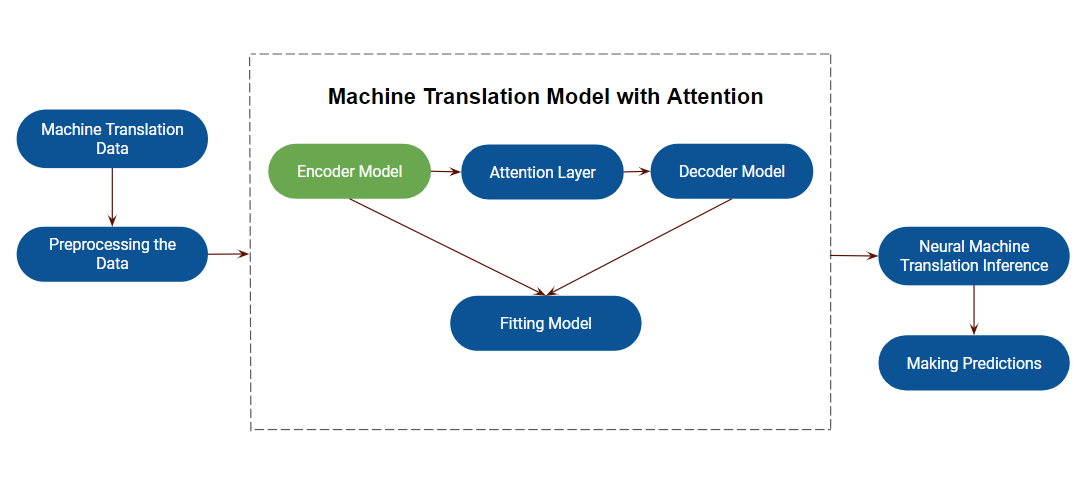 Machine Translation Model with Attention
Machine Translation
Data
Preprocessing the
Data
Encoder Model
Attention Layer
Decoder Model
Fitting Model
Neural Machine
Translation Inference
Making Predictions